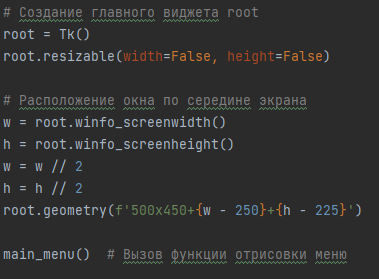 # Создание главного виджета root
root = Tk()
root.resizable(width=False, height=False)
# Расположение окна по середине экрана
w = root.winfo_screenwidth()
h = root.winfo_screenheight()
w = w // 2
h = h // 2
root.geometry(f'500x450+{w - 250}+{h - 225}')
main_menu()  # Вызов функции отрисовки меню